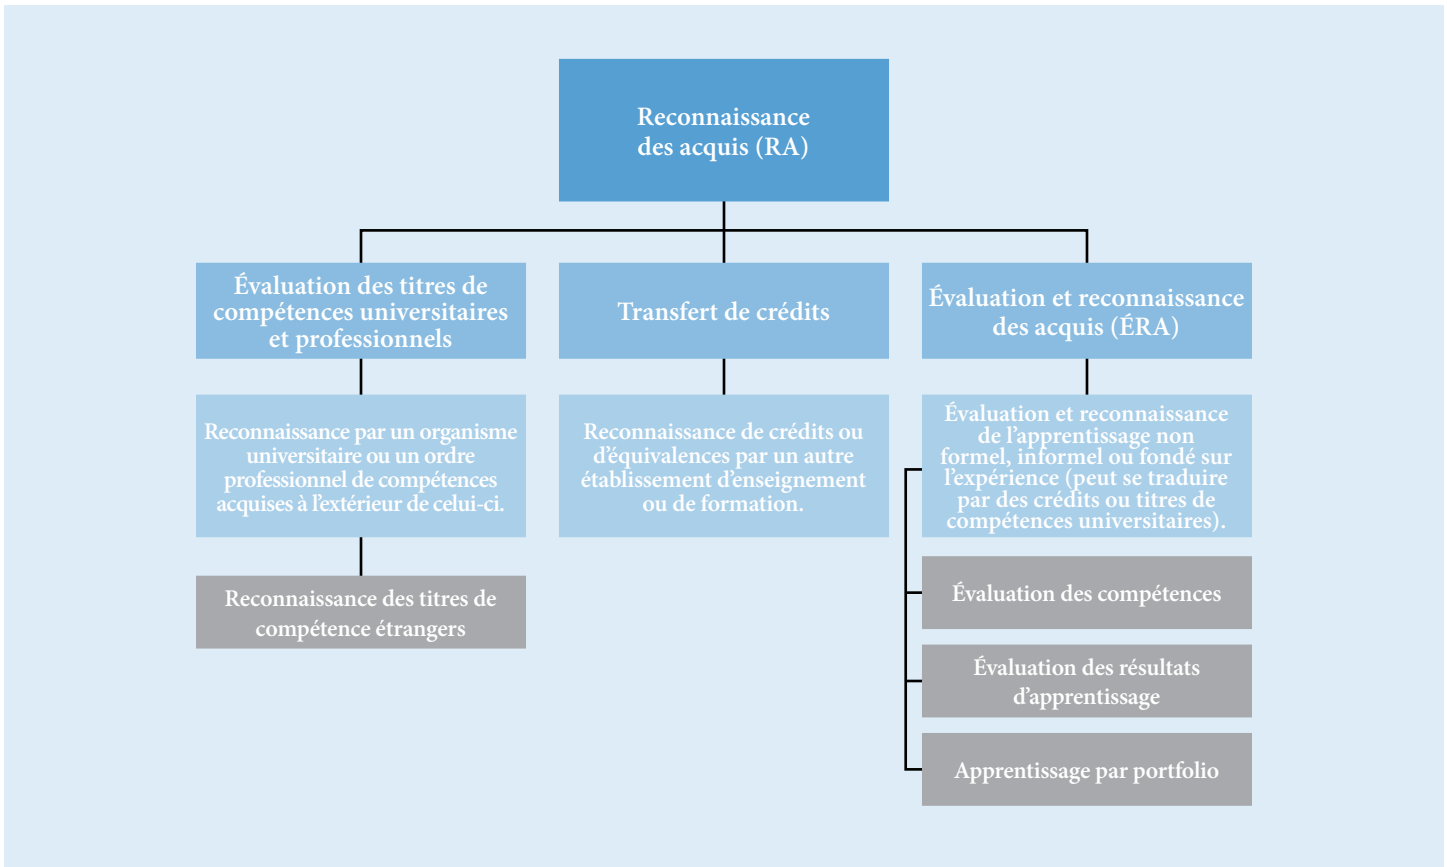 Reconnaissance
des acquis (RA)
Évaluation des titres de
compétences universitaires
et professionnels
Transfert de crédits
Évaluation et reconnaissance
des acquis (ÉRA)
Reconnaissance par un organisme
universitaire ou un ordre
professionnel de compétences
acquises à l’extérieur de celui-ci.
Reconnaissance de crédits ou
d’équivalences par un autre
établissement d’enseignement
ou de formation.
Évaluation et reconnaissance
de l’apprentissage non
formel, informel ou fondé sur
l’expérience (peut se traduire
par des crédits ou titres de
compétences universitaires).
Reconnaissance des titres de
compétence étrangers
Évaluation des compétences
Évaluation des résultats
d’apprentissage
Apprentissage par portfolio